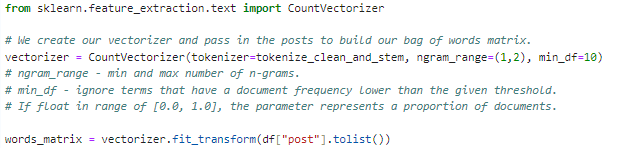 from sklearn.feature_extraction.text import CountVectorizer
# We create our vectorizer and pass in the posts to build our bag of words matrix.
vectorizer = CountVectorizer(tokenizer=tokenize_clean_and_stem, ngram_range=(1,2), min_df=10)
# ngram_range - min and max number of n-grams.
# min_df - ignore terms that have a document frequency lower than the given threshold.
# If float in range of [0.0, 1.0], the parameter represents a proportion of documents.
words_matrix = vectorizer.fit_transform(df["post"].tolist())